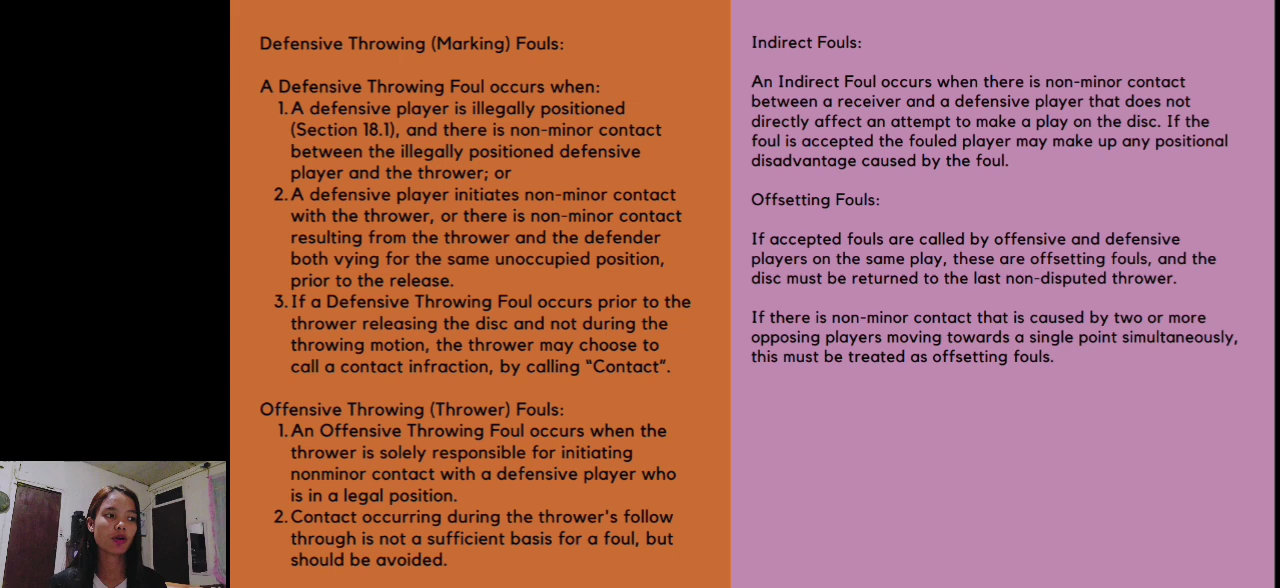 Defensive Throwing (Marking) Fouls:
A Defensive Throwing Foul occurs when:
1. A defensive player is illegally positioned
(Section 18.1), and there is non-minor contact
between the illegally positioned defensive
player and the thrower; or
2. A defensive player initiates non-minor contact
with the thrower, or there is non-minor contact
resulting from the thrower and the defender
both vying for the same unoccupied position,
prior to the release.
3. If a Defensive Throwing Foul occurs prior to the
thrower releasing the disc and not during the
throwing motion, the thrower may choose to
call a contact infraction, by calling “Contact”.
Offensive Throwing (Thrower) Fouls:
1. An Offensive Throwing Foul occurs when the
thrower is solely responsible for initiating
nonminor contact with a defensive player who
is in a legal position.
2. Contact occurring during the thrower's follow
through is not a sufficient basis for a foul, but
should be avoided.
Indirect Fouls:
An Indirect Foul occurs when there is non-minor contact
between a receiver and a defensive player that does not
directly affect an attempt to make a play on the disc. If the
foul is accepted the fouled player may make up any positional
disadvantage caused by the foul.
Offsetting Fouls:
If accepted fouls are called by offensive and defensive
players on the same play, these are offsetting fouls, and the
disc must be returned to the last non-disputed thrower.
If there is non-minor contact that is caused by two or more
opposing players moving towards a single point simultaneously,
this must be treated as offsetting fouls.